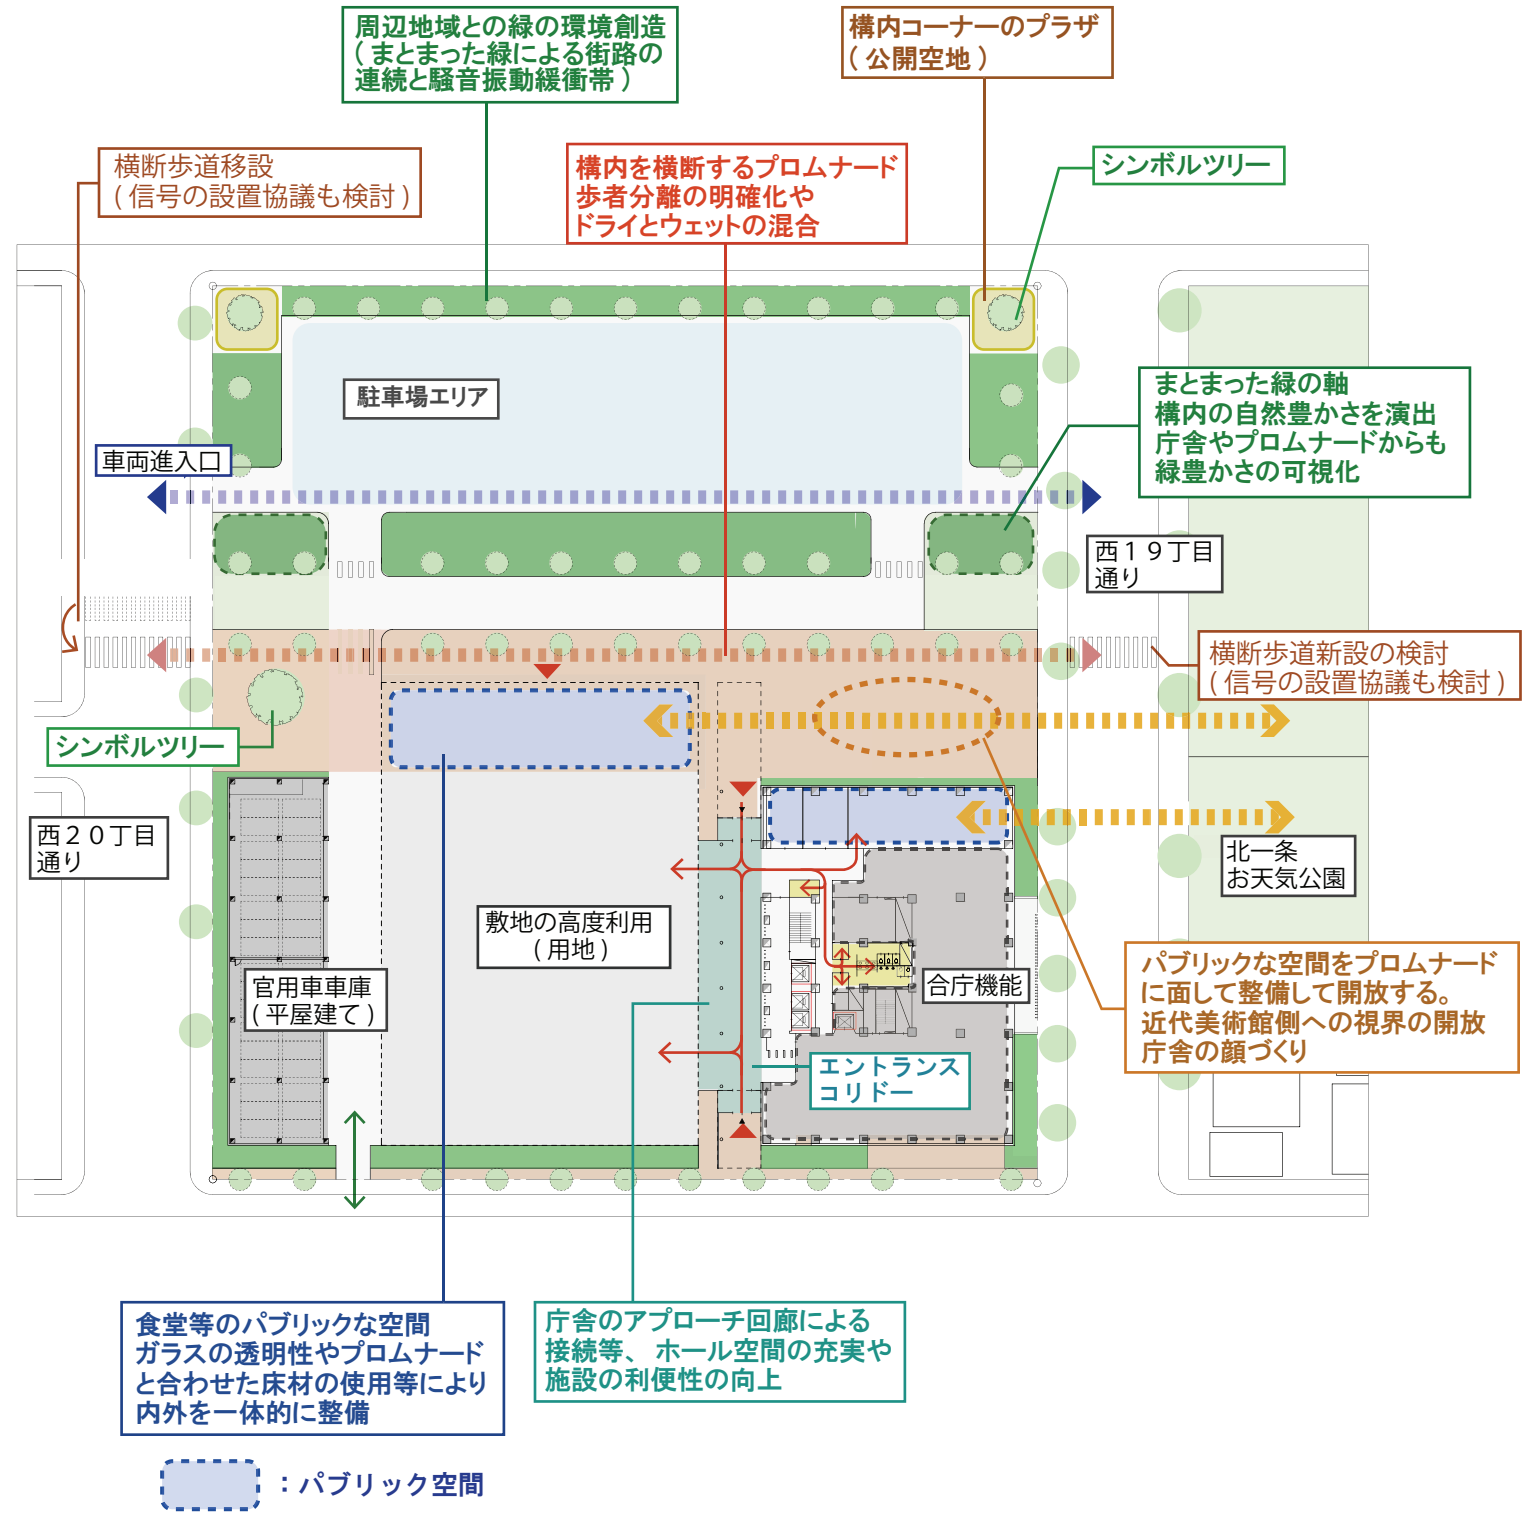 周辺地域との緑の環境創造
( まとまった緑による街路の
連続と騒音振動緩衝帯 )
構内コーナーのプラザ
( 公開空地 )
横断歩道移設
( 信号の設置協議も検討 )
構内を横断するプロムナード
歩者分離の明確化や
ドライとウェットの混合
シンボルツリー
駐車場エリア
まとまった緑の軸
構内の自然豊かさを演出
庁舎やプロムナードからも
緑豊かさの可視化
車両進入口
西１９丁目
通り
横断歩道新設の検討
( 信号の設置協議も検討 )
シンボルツリー
西２０丁目
通り
北一条
お天気公園
敷地の高度利用
( 用地 )
官用車車庫
( 平屋建て )
合庁機能
パブリックな空間をプロムナード
に面して整備して開放する。
近代美術館側への視界の開放
庁舎の顔づくり
エントランス
コリドー
食堂等のパブリックな空間
ガラスの透明性やプロムナード
と合わせた床材の使用等により
内外を一体的に整備
庁舎のアプローチ回廊による
接続等、ホール空間の充実や
施設の利便性の向上
：パブリック空間